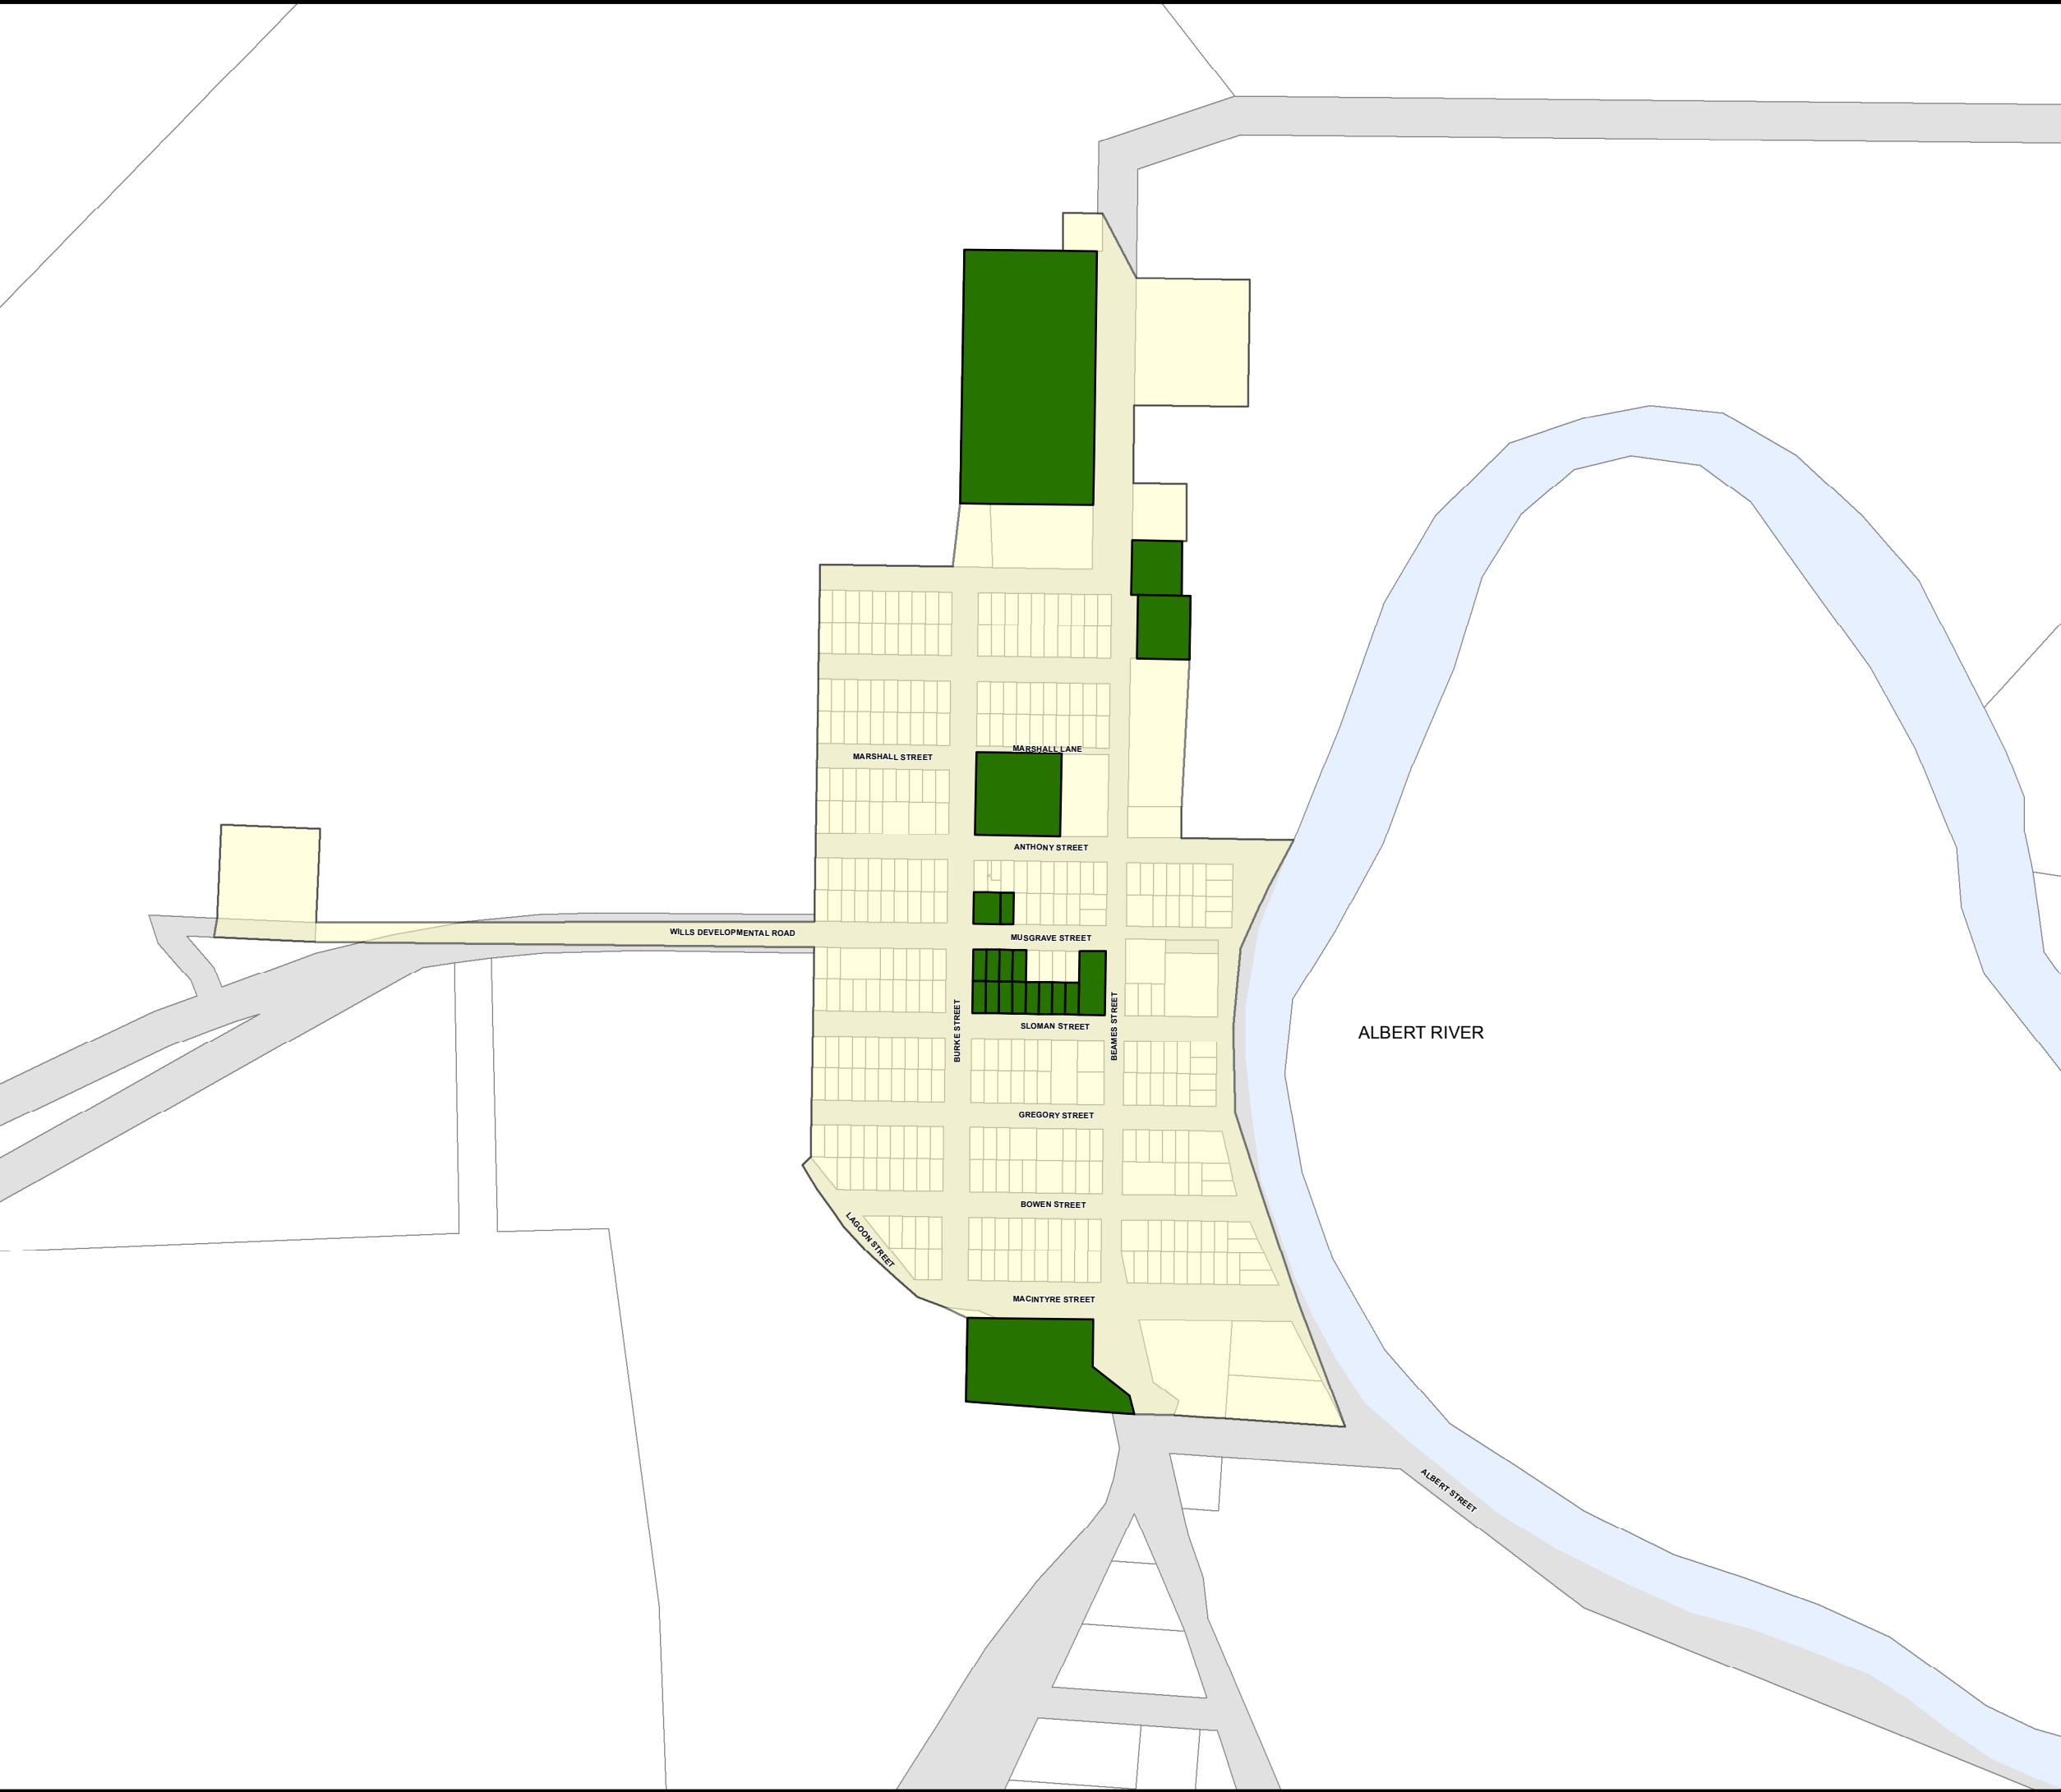 MARSHALL LANE
MARSHALL STREET
ANTHONY STREET
WILLS DEVELOPMENTAL ROAD
MUSGRAVE STREET
BURKE STREET
BEAMES STREET
SLOMAN STREET
ALBERT RIVER
GREGORY STREET
BOWEN STREET
LAGOON STREET
MACINTYRE STREET
ALBERT STREET